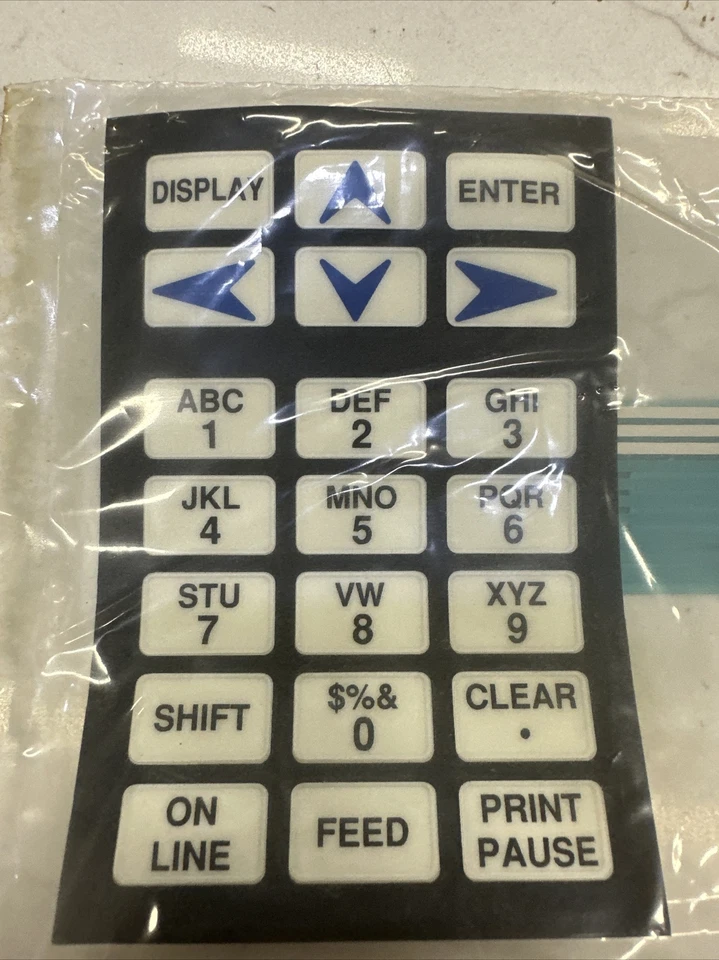 DISPLAY
ENTER
ABC
1
DEF
2
GHI
3
JKL
4
MNO
5
PQR
6
STU
7
VW
8
XYZ
9
SHIFT
$%&
0
CLEAR
.
ON
LINE
FEED
PRINT
PAUSE